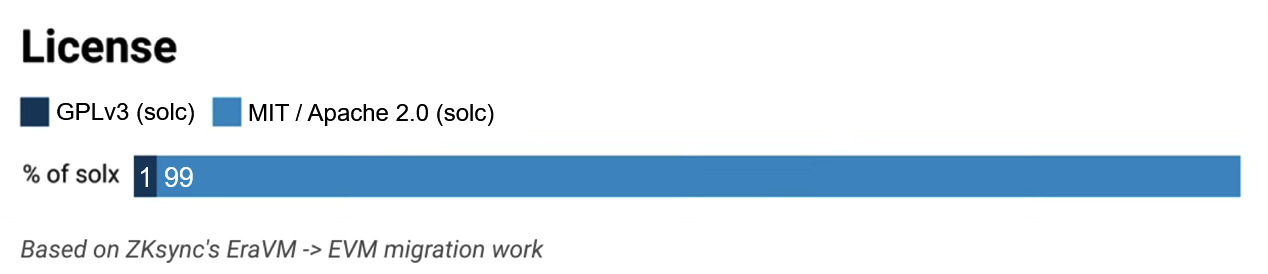 License
GPLv3 (solc) MIT / Apache 2.0 (solc)
% of solx 1 99
Based on ZKsync's EraVM -> EVM migration work